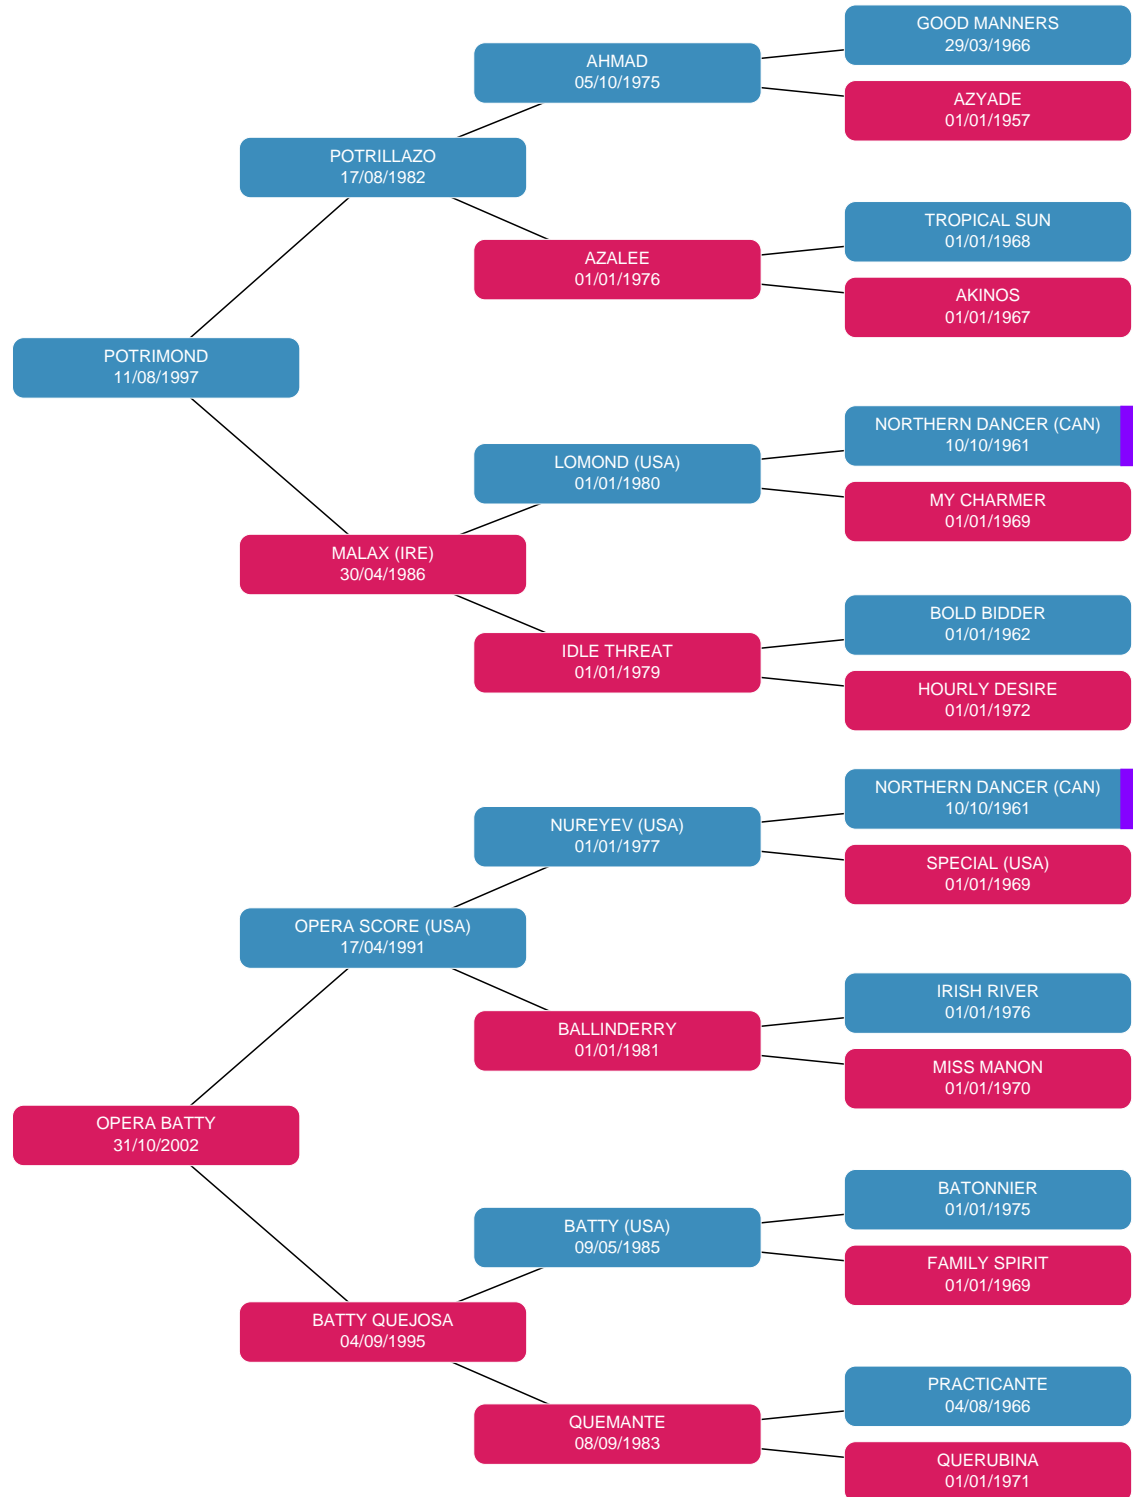 GOOD MANNERS
29/03/1966
AHMAD
05/10/1975
AZYADE
01/01/1957
POTRILLAZO
17/08/1982
TROPICAL SUN
01/01/1968
AZALEE
01/01/1976
AKINOS
01/01/1967
POTRIMOND
11/08/1997
NORTHERN DANCER (CAN)
10/10/1961
LOMOND (USA)
01/01/1980
MY CHARMER
01/01/1969
MALAX (IRE)
30/04/1986
BOLD BIDDER
01/01/1962
IDLE THREAT
01/01/1979
HOURLY DESIRE
01/01/1972
NORTHERN DANCER (CAN)
10/10/1961
NUREYEV (USA)
01/01/1977
SPECIAL (USA)
01/01/1969
OPERA SCORE (USA)
17/04/1991
IRISH RIVER
01/01/1976
BALLINDERRY
01/01/1981
MISS MANON
01/01/1970
OPERA BATTY
31/10/2002
BATONNIER
01/01/1975
BATTY (USA)
09/05/1985
FAMILY SPIRIT
01/01/1969
BATTY QUEJOSA
04/09/1995
PRACTICANTE
04/08/1966
QUEMANTE
08/09/1983
QUERUBINA
01/01/1971